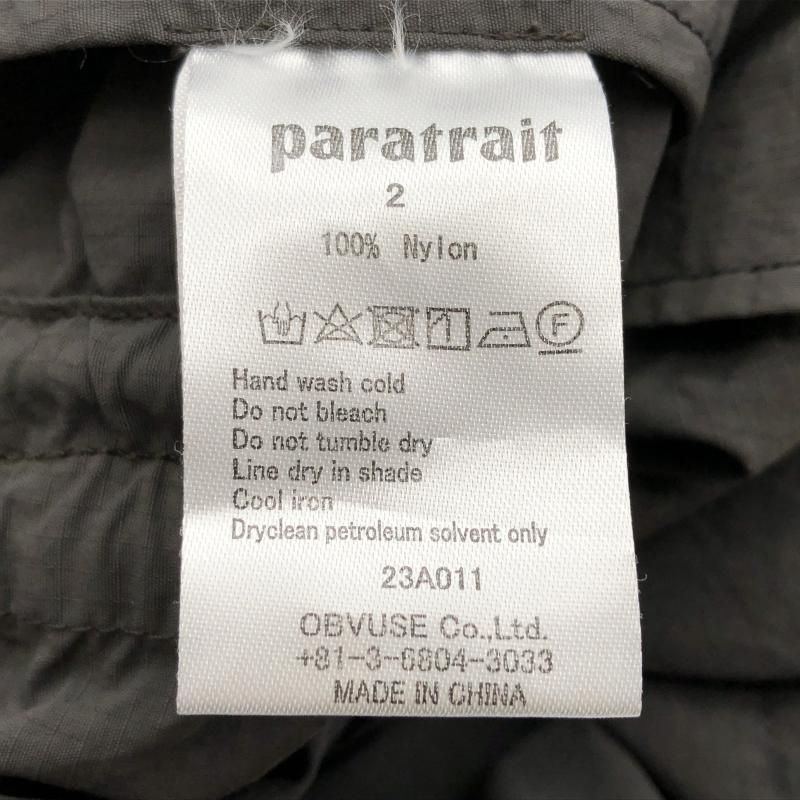 paratrait
2
100% Nylon
F
Hand wash cold
Do not bleach
Do not tumble dry
Line dry in shade
Cool iron
Dryclean petroleum solvent only
23A011
OBVUSE Co.,Ltd.
+81-3-6804-3033
MADE IN CHINA